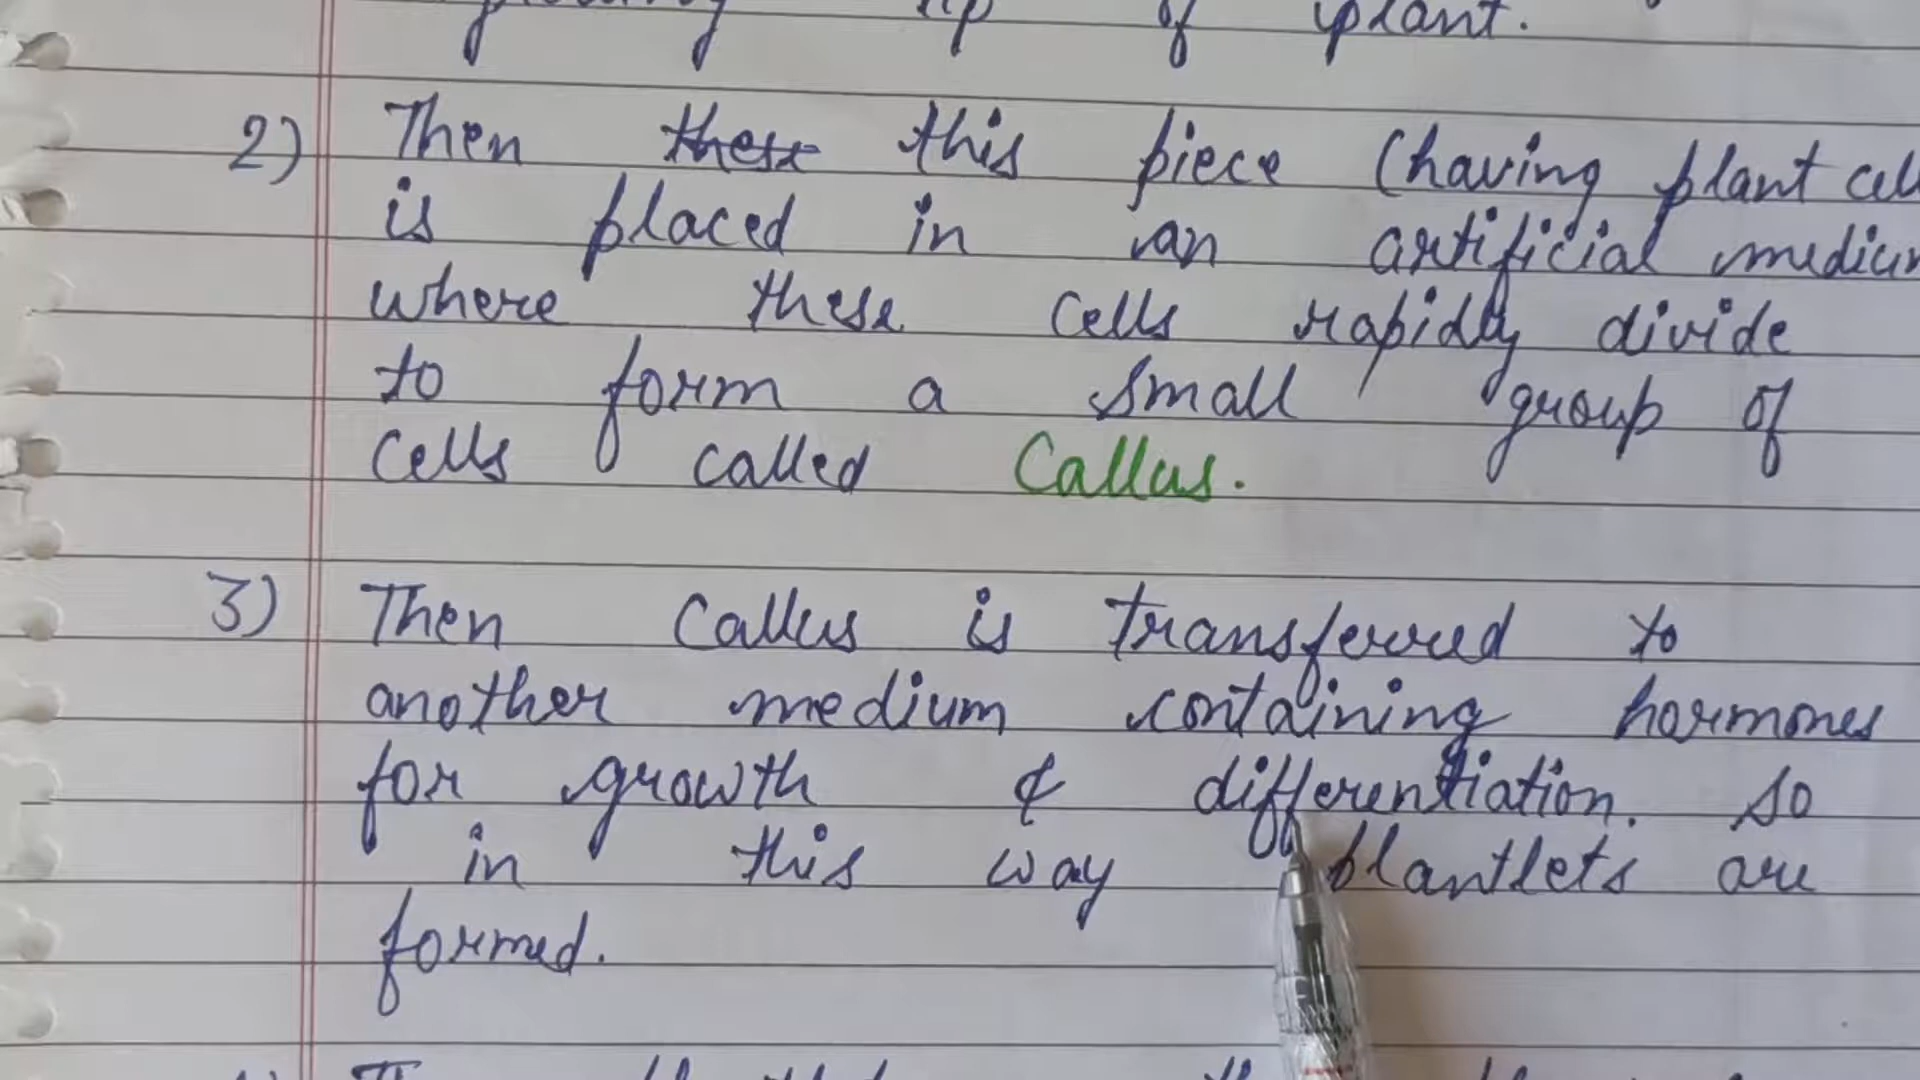 growing tip of plant.
2) Then these this piece (having plant cell
is placed in an artificial medium
where these cells rapidly divide
to form a small group of
cells called Callus.
3) Then Callus is transferred to
another medium containing hormones
for growth & differentiation. So
in this way plantlets are
formed.